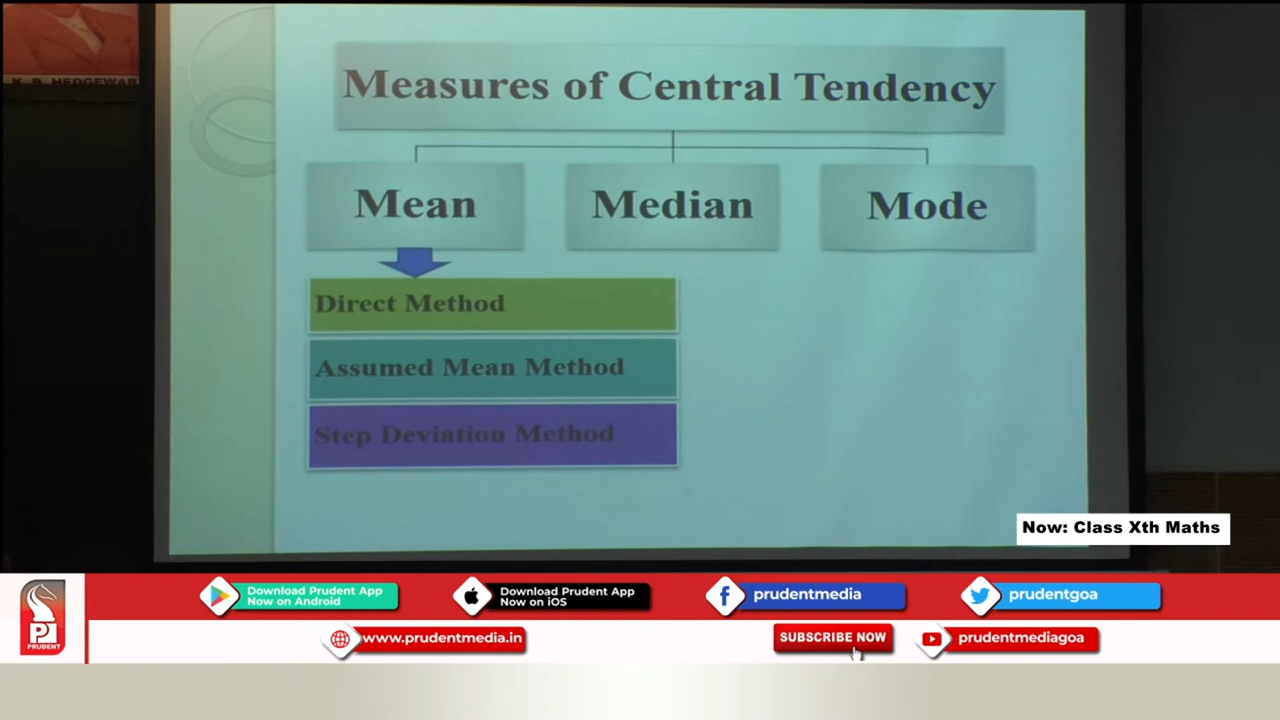 K. B. HEDGEWAR
Measures of Central Tendency
Mean
Median
Mode
Direct Method
Assumed Mean Method
Step Deviation Method
Now: Class Xth Maths
Download Prudent App
Now on Android
Download Prudent App
Now on iOS
prudentmedia
prudentgoa
PRUDENT
www.prudentmedia.in
SUBSCRIBE NOW
prudentmediagoa